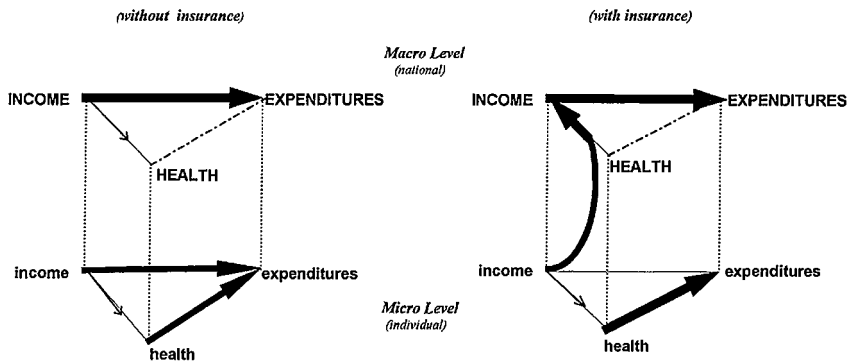 (without insurance)
(with insurance)
Macro Level
(national)
INCOME
EXPENDITURES
HEALTH
INCOME
EXPENDITURES
HEALTH
income
expenditures
health
income
expenditures
health
Micro Level
(individual)